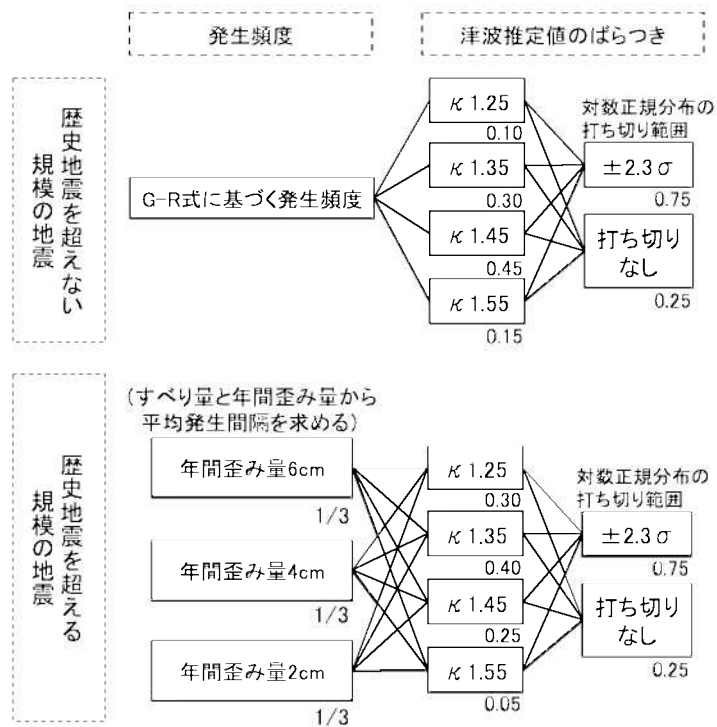 発生頻度
津波推定値のばらつき
歴史地震を超えない
規模の地震
G-R式に基づく発生頻度
κ1.25
0.10
κ1.35
0.30
κ1.45
0.45
κ1.55
0.15
対数正規分布の
打ち切り範囲
±2.3σ
0.75
打ち切り
なし
0.25
歴史地震を超える
規模の地震
(すべり量と年間歪み量から
平均発生間隔を求める)
年間歪み量6cm
1/3
年間歪み量4cm
1/3
年間歪み量2cm
1/3
κ1.25
0.30
κ1.35
0.40
κ1.45
0.25
κ1.55
0.05
対数正規分布の
打ち切り範囲
±2.3σ
0.75
打ち切り
なし
0.25